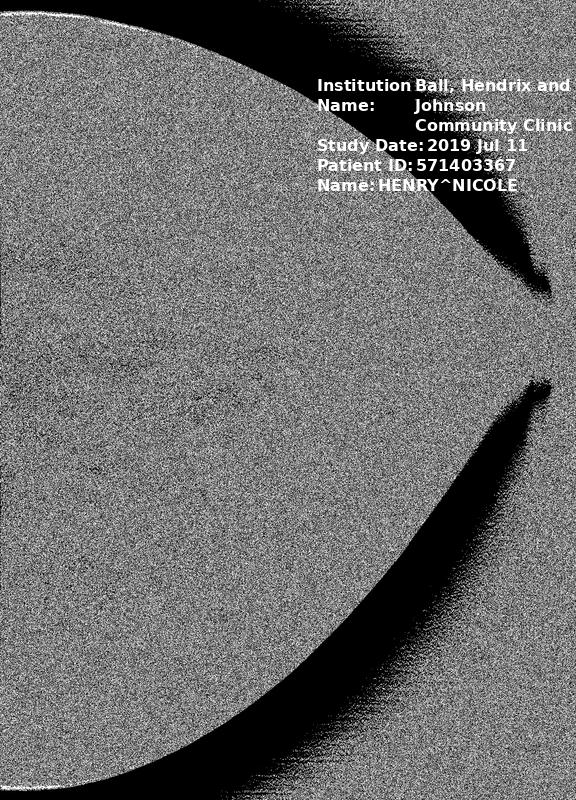 Institution Ball, Hendrix and
Name: Johnson
Community Clinic
Study Date: 2019 Jul 11
Patient ID: 571403367
Name: HENRY^NICOLE